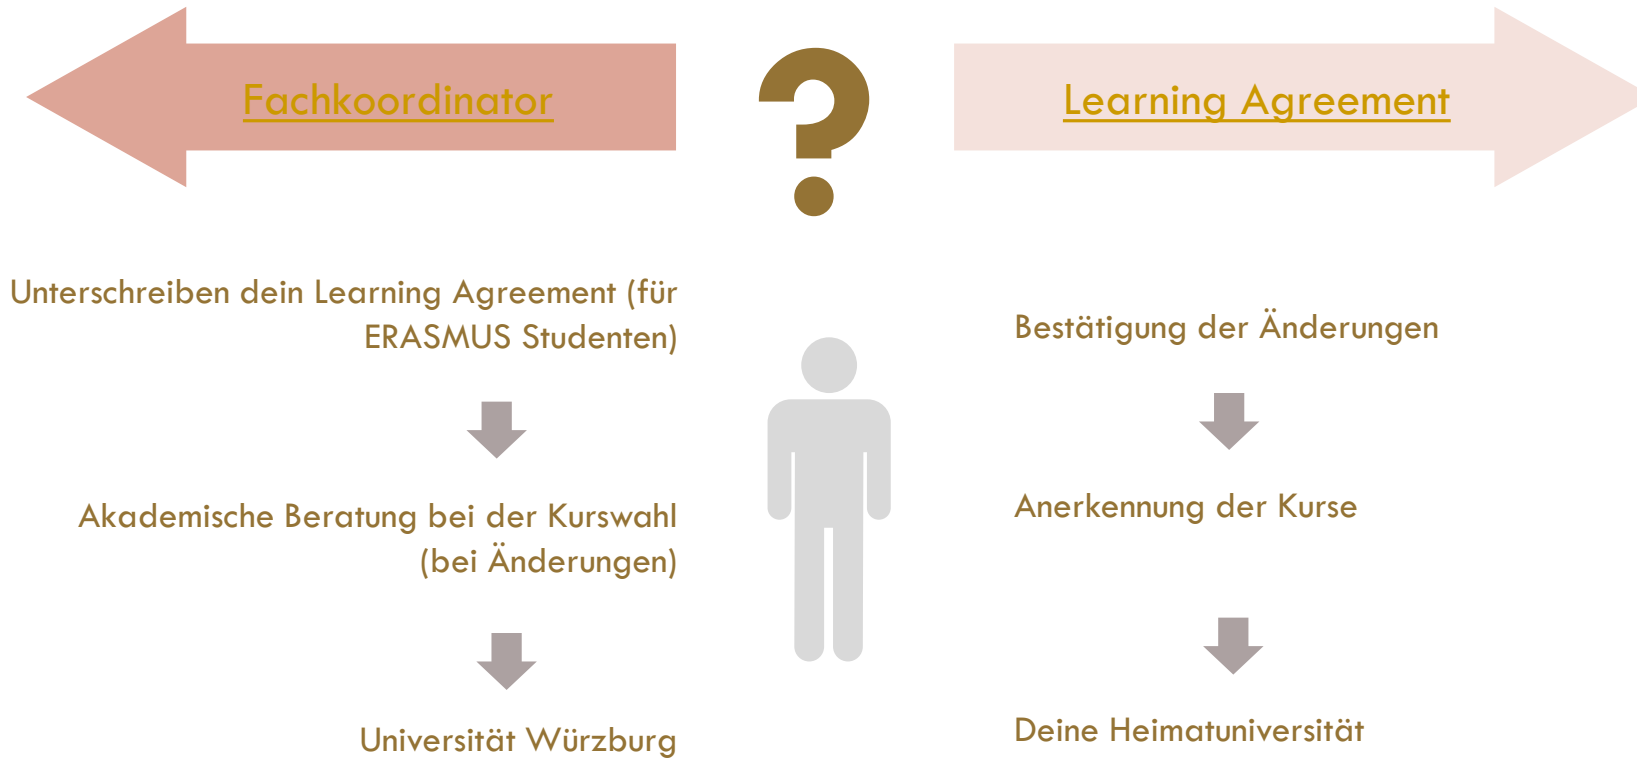 Fachkoordinator
?
Learning Agreement
Unterschreiben dein Learning Agreement (für
ERASMUS Studenten)
Akademische Beratung bei der Kurswahl
(bei Änderungen)
Universität Würzburg
Bestätigung der Änderungen
Anerkennung der Kurse
Deine Heimatuniversität